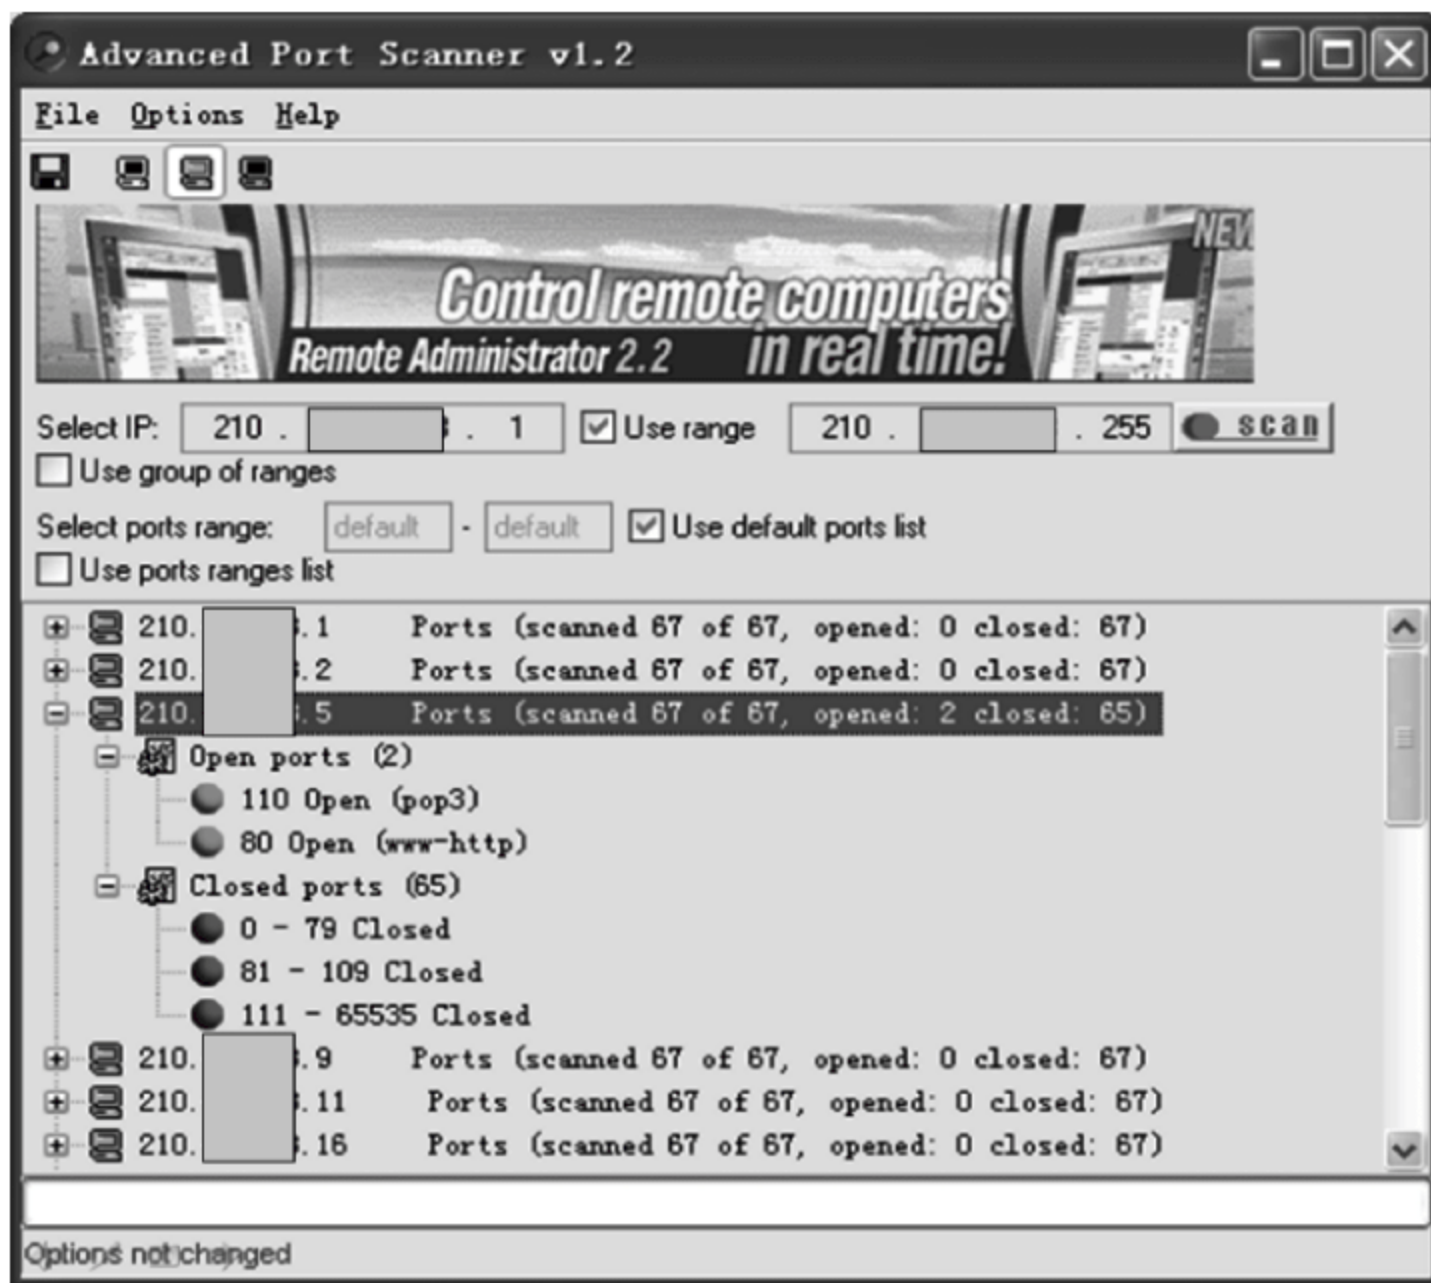 Advanced Port Scanner v1.2
File Options Help
NEW
Control remote computers
Remote Administrator 2.2 in real time!
Select IP: 210 . . 1 Use range 210 . . 255 scan
Use group of ranges
Select ports range: default - default Use default ports list
Use ports ranges list
210. .1 Ports (scanned 67 of 67, opened: 0 closed: 67)
210. .2 Ports (scanned 67 of 67, opened: 0 closed: 67)
210. .5 Ports (scanned 67 of 67, opened: 2 closed: 65)
Open ports (2)
110 Open (pop3)
80 Open (www-http)
Closed ports (65)
0 - 79 Closed
81 - 109 Closed
111 - 65535 Closed
210. .9 Ports (scanned 67 of 67, opened: 0 closed: 67)
210. .11 Ports (scanned 67 of 67, opened: 0 closed: 67)
210. .16 Ports (scanned 67 of 67, opened: 0 closed: 67)
Options not changed